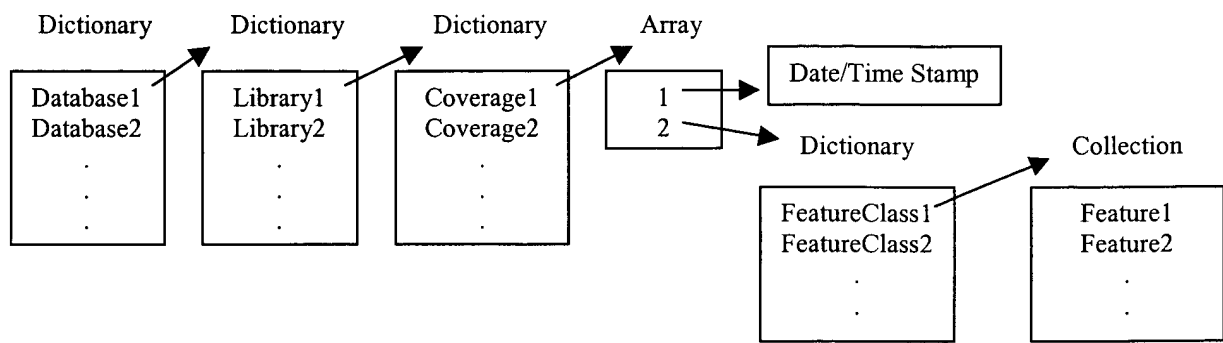 Dictionary
Dictionary
Dictionary
Array
Database1
Database2
.
.
.
Library1
Library2
.
.
.
Coverage1
Coverage2
.
.
.
1
2
Date/Time Stamp
Dictionary
Collection
FeatureClass1
FeatureClass2
.
.
Feature1
Feature2
.
.